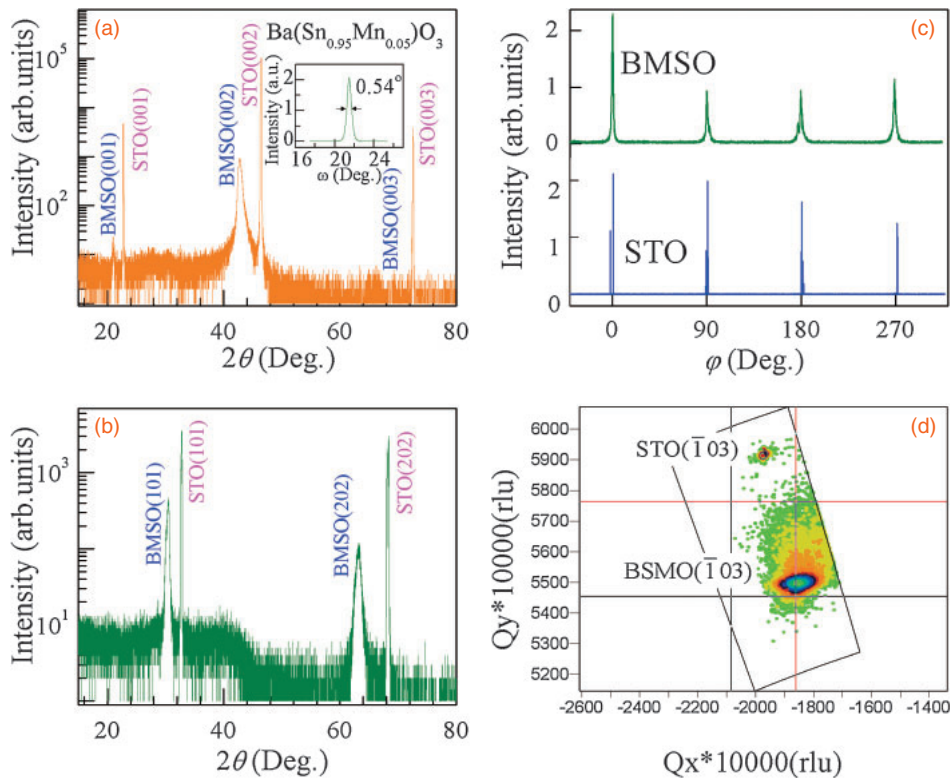 (a)
Ba(Sn0.95Mn0.05)O3
Intensity (arb.units)
10^5
10^2
BMSO(001)
STO(001)
BMSO(002)
STO(002)
BMSO(003)
STO(003)
Intensity (a.u.)
2
1
0
0.54°
16 20 24
ω (Deg.)
20 40 60 80
2θ (Deg.)
(c)
Intensity (arb.units)
2
1
0
BMSO
2
1
0
STO
0 90 180 270
φ (Deg.)
(b)
Intensity (arb.units)
10^3
10^1
BMSO(101)
STO(101)
BMSO(202)
STO(202)
20 40 60 80
2θ (Deg.)
(d)
Qy*10000(rlu)
6000
5900
5800
5700
5600
5500
5400
5300
5200
STO(1̄03)
BSMO(1̄03)
-2600 -2400 -2200 -2000 -1800 -1600 -1400
Qx*10000(rlu)